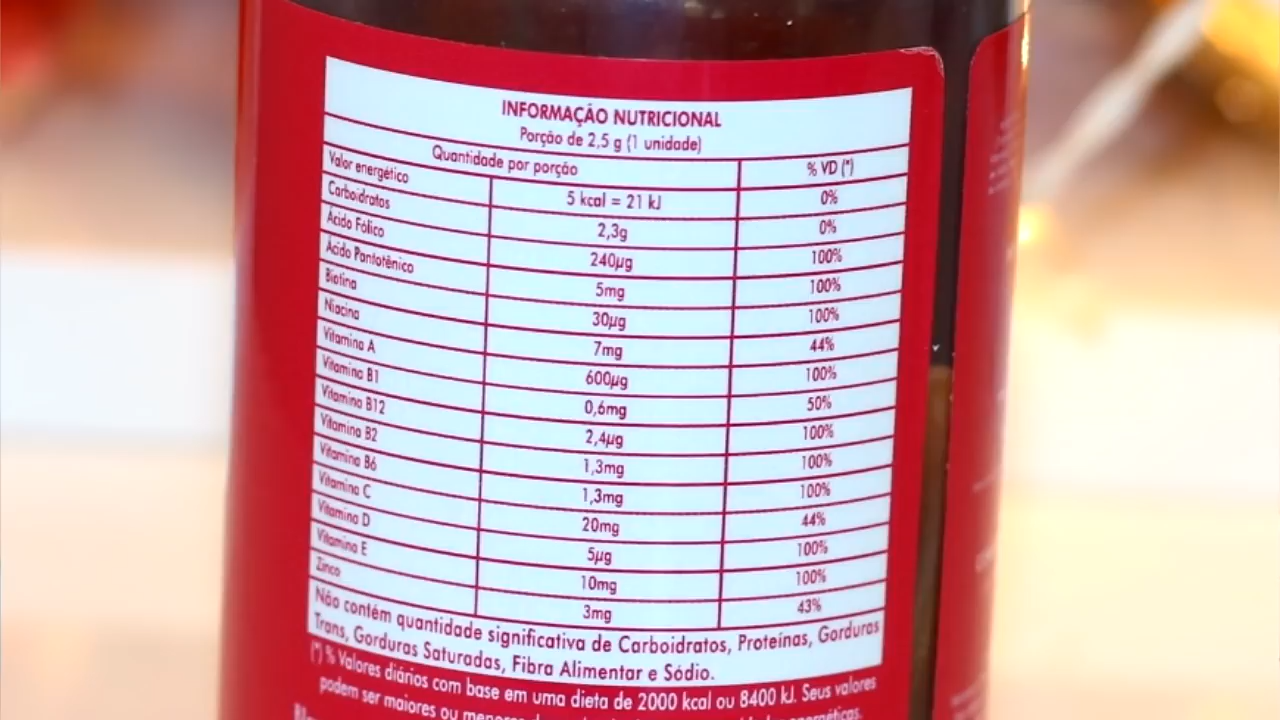 INFORMAÇÃO NUTRICIONAL
Porção de 2,5 g (1 unidade)
Quantidade por porção % VD (*)
Valor energético 5 kcal = 21 kJ 0%
Carboidratos 2,3g 0%
Ácido Fólico 240µg 100%
Ácido Pantotênico 5mg 100%
Biotina 30µg 100%
Niacina 7mg 44%
Vitamina A 600µg 100%
Vitamina B1 0,6mg 50%
Vitamina B12 2,4µg 100%
Vitamina B2 1,3mg 100%
Vitamina B6 1,3mg 100%
Vitamina C 20mg 44%
Vitamina D 5µg 100%
Vitamina E 10mg 100%
Zinco 3mg 43%
Não contém quantidade significativa de Carboidratos, Proteínas, Gorduras
Trans, Gorduras Saturadas, Fibra Alimentar e Sódio.
(*) % Valores diários com base em uma dieta de 2000 kcal ou 8400 kJ. Seus valores
podem ser maiores ou menores energéticas.